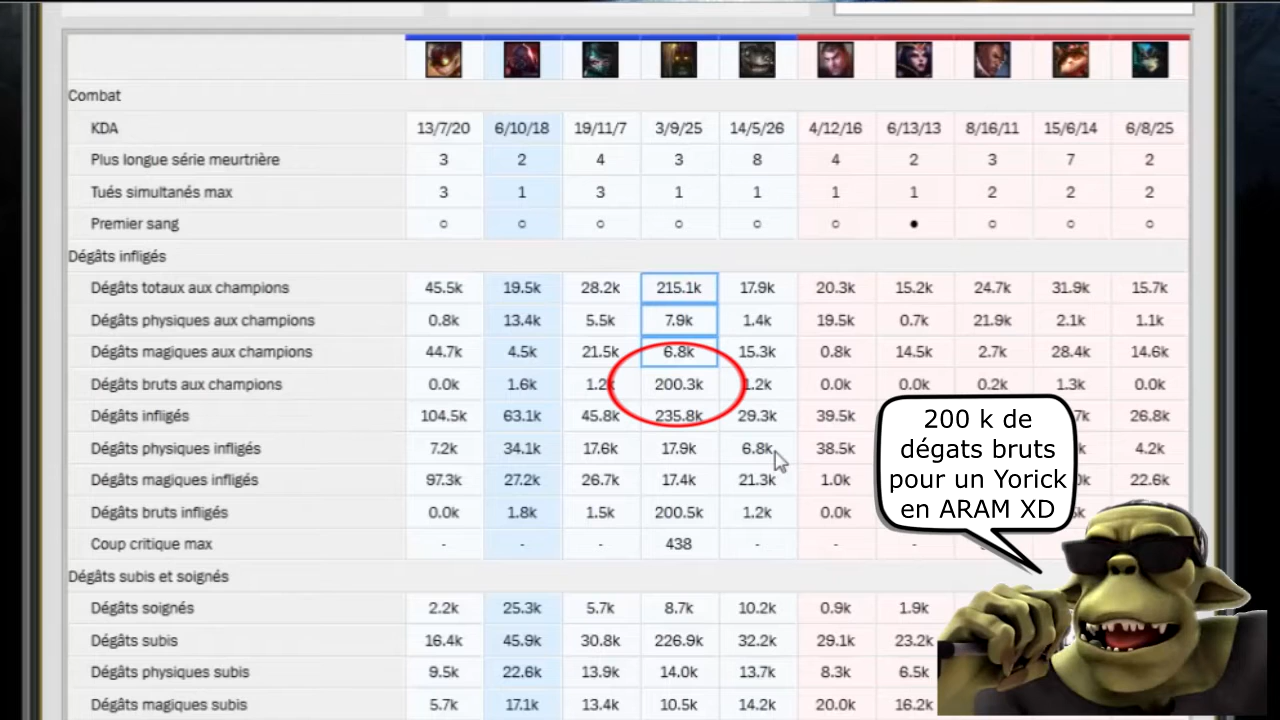 Combat
KDA 13/7/20 6/10/18 19/11/7 3/9/25 14/5/26 4/12/16 6/13/13 8/16/11 15/6/14 6/8/25
Plus longue série meurtrière 3 2 4 3 8 4 2 3 7 2
Tués simultanés max 3 1 3 1 1 1 1 2 2 2
Premier sang ○ ○ ○ ○ ○ ○ ● ○ ○ ○
Dégâts infligés
Dégâts totaux aux champions 45.5k 19.5k 28.2k 215.1k 17.9k 20.3k 15.2k 24.7k 31.9k 15.7k
Dégâts physiques aux champions 0.8k 13.4k 5.5k 7.9k 1.4k 19.5k 0.7k 21.9k 2.1k 1.1k
Dégâts magiques aux champions 44.7k 4.5k 21.5k 6.8k 15.3k 0.8k 14.5k 2.7k 28.4k 14.6k
Dégâts bruts aux champions 0.0k 1.6k 1.2k 200.3k 1.2k 0.0k 0.0k 0.2k 1.3k 0.0k
Dégâts infligés 104.5k 63.1k 45.8k 235.8k 29.3k 39.5k 26.8k
Dégâts physiques infligés 7.2k 34.1k 17.6k 17.9k 6.8k 38.5k 4.2k
Dégâts magiques infligés 97.3k 27.2k 26.7k 17.4k 21.3k 1.0k 22.6k
Dégâts bruts infligés 0.0k 1.8k 1.5k 200.5k 1.2k 0.0k
Coup critique max - - - 438 - -
Dégâts subis et soignés
Dégâts soignés 2.2k 25.3k 5.7k 8.7k 10.2k 0.9k 1.9k
Dégâts subis 16.4k 45.9k 30.8k 226.9k 32.2k 29.1k 23.2k
Dégâts physiques subis 9.5k 22.6k 13.9k 14.0k 13.7k 8.3k 6.5k
Dégâts magiques subis 5.7k 17.1k 13.4k 10.5k 14.2k 20.0k 16.2k
200 k de
dégats bruts
pour un Yorick
en ARAM XD